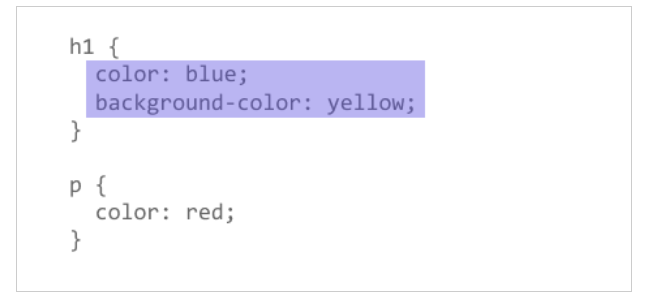 h1 {
  color: blue;
  background-color: yellow;
}

p {
  color: red;
}